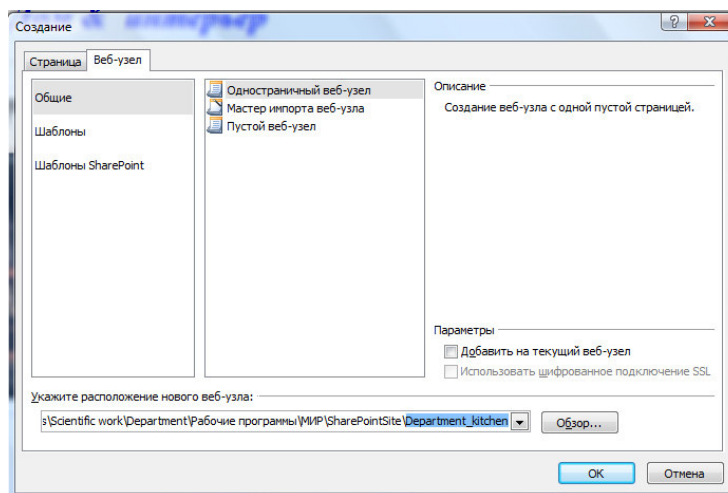 & интерьер
Создание
Страница
Веб-узел
Общие
Шаблоны
Шаблоны SharePoint
Одностраничный веб-узел
Мастер импорта веб-узла
Пустой веб-узел
Описание
Создание веб-узла с одной пустой страницей.
Параметры
Добавить на текущий веб-узел
Использовать шифрованное подключение SSL
Укажите расположение нового веб-узла:
s\Scientific work\Department\Рабочие программы\МИР\SharePointSite\Department_kitchen
Обзор...
ОК
Отмена